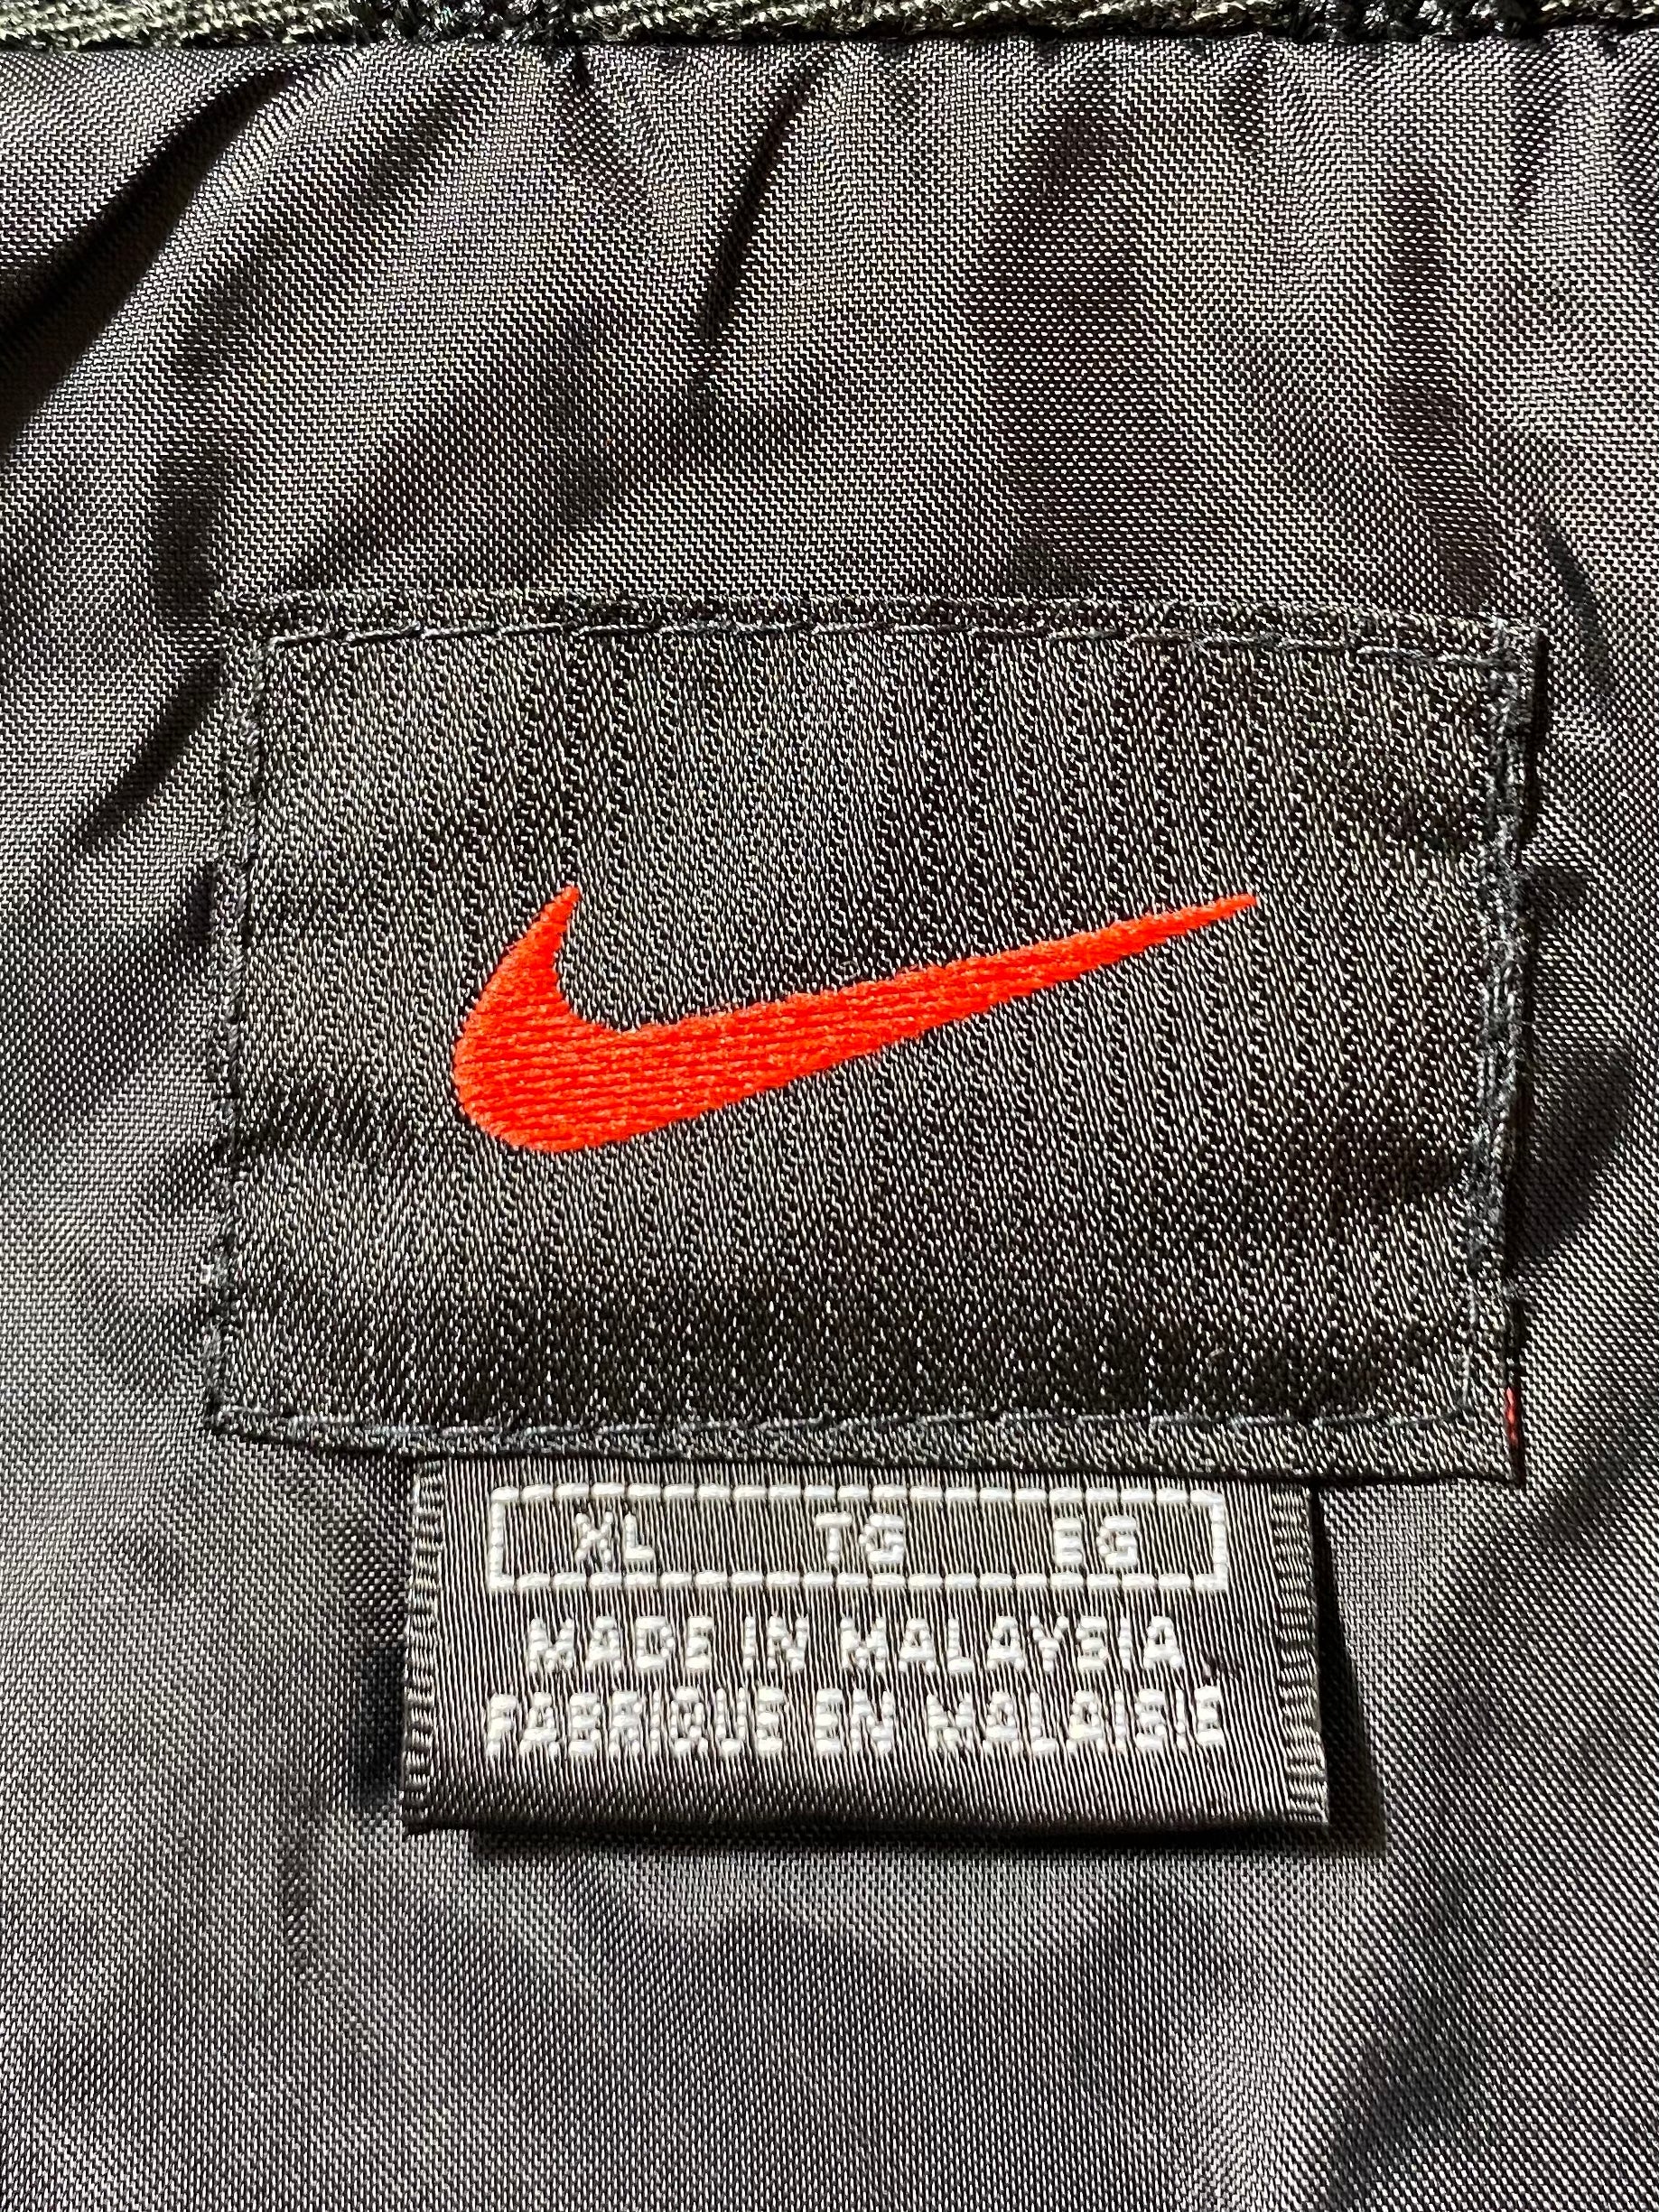 XL TG EG
MADE IN MALAYSIA
FABRIQUE EN MALAISIE